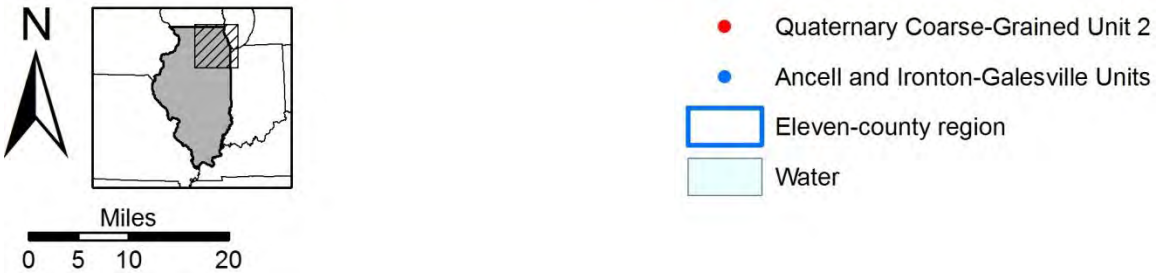 N
Miles
0 5 10 20
Quaternary Coarse-Grained Unit 2
Ancell and Ironton-Galesville Units
Eleven-county region
Water